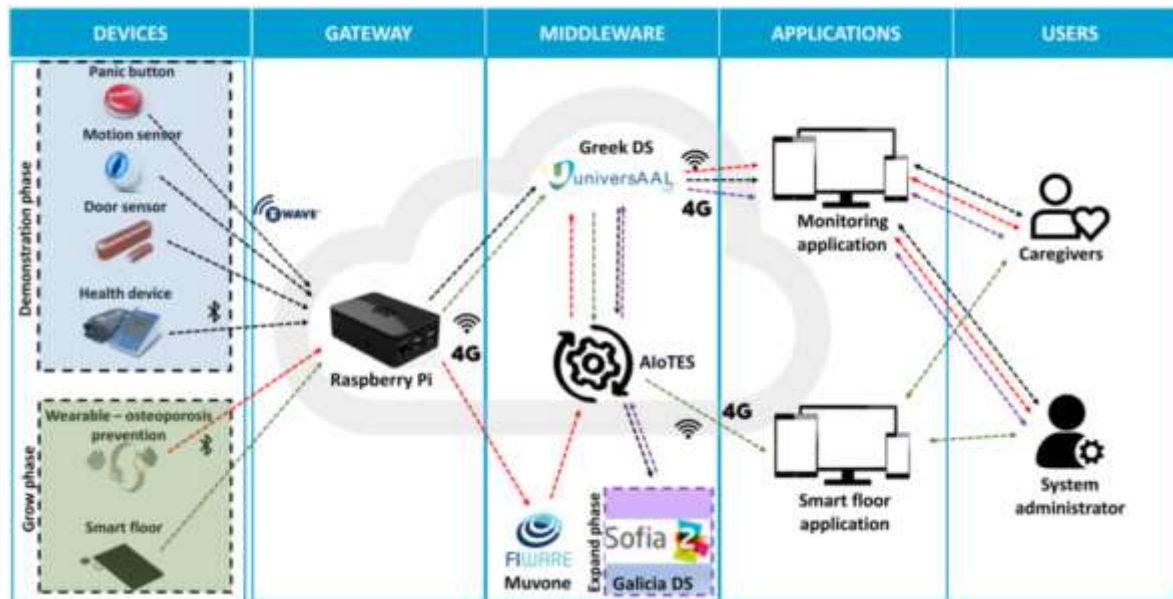 DEVICES
GATEWAY
MIDDLEWARE
APPLICATIONS
USERS
Demonstration phase
Panic button
Motion sensor
Door sensor
Health device
Grow phase
Wearable – osteoporosis
prevention
Smart floor
WAVE
Raspberry Pi
4G
Greek DS
universAAL
4G
AIoTES
FIWARE
Muvone
Expand phase
Sofia 2
Galicia DS
Monitoring
application
4G
Smart floor
application
Caregivers
System
administrator